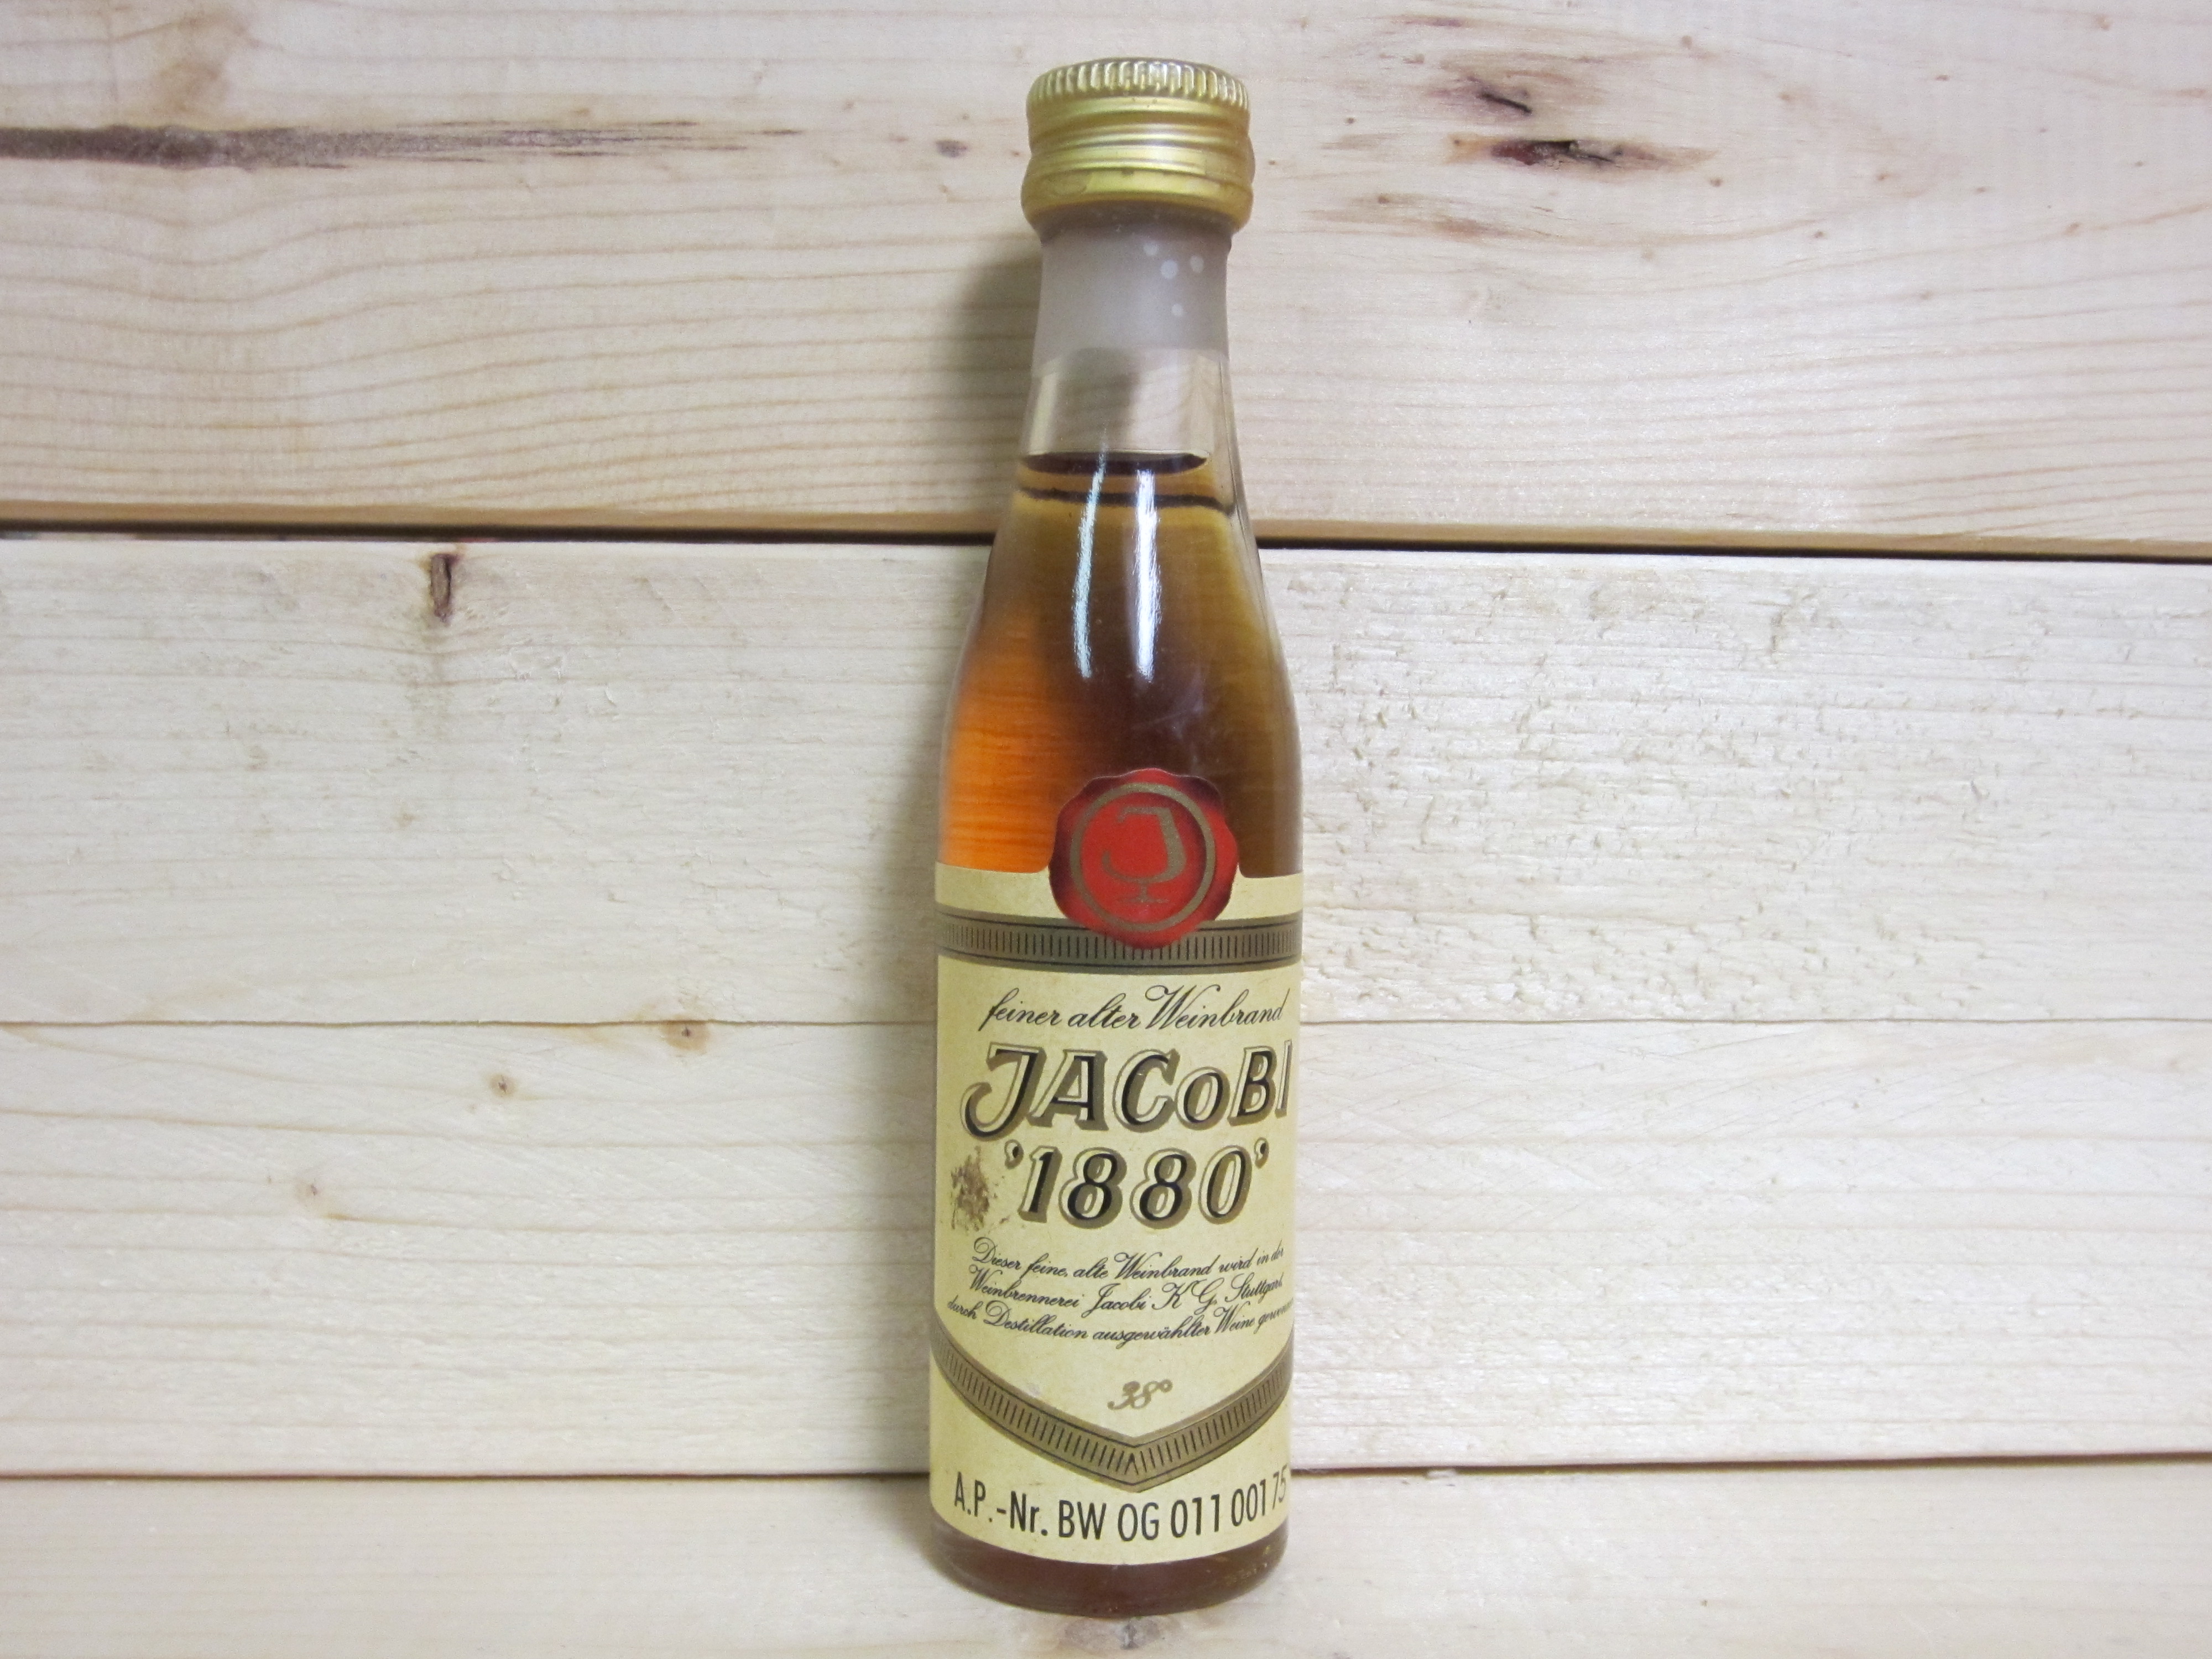 feiner alter Weinbrand
JACOBI
'1880'
Dieser feine, alte Weinbrand wird in der
Weinbrennerei Jacobi K G, Stuttgart,
durch Destillation ausgewählter Weine
38°
A.P.-Nr. BW OG 011 001 75